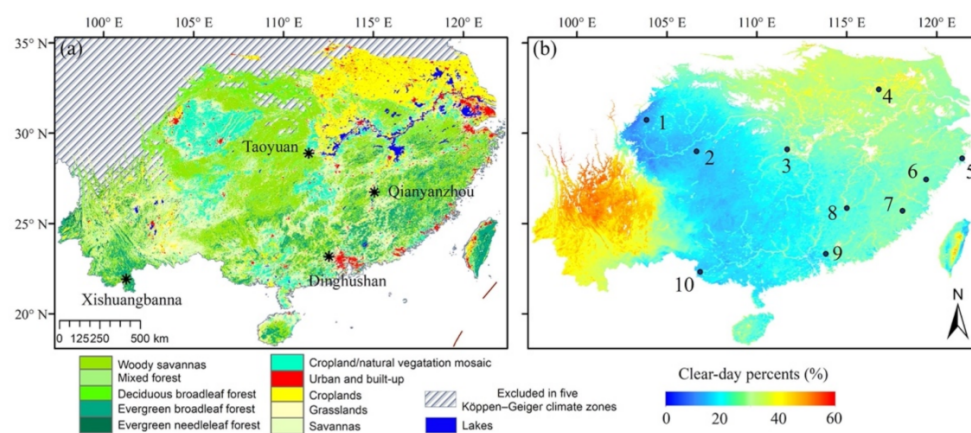 100° E 105° E 110° E 115° E 120° E
100° E 105° E 110° E 115° E 120° E
35° N
30° N
25° N
20° N
(a)
Taoyuan
Qianyanzhou
Dinghushan
Xishuangbanna
0 125 250 500 km
(b)
1
2
3
4
5
6
7
8
9
10
N
Woody savannas
Mixed forest
Deciduous broadleaf forest
Evergreen broadleaf forest
Evergreen needleleaf forest
Cropland/natural vegatation mosaic
Urban and built-up
Croplands
Grasslands
Savannas
Excluded in five
Köppen–Geiger climate zones
Lakes
Clear-day percents (%)
0 20 40 60